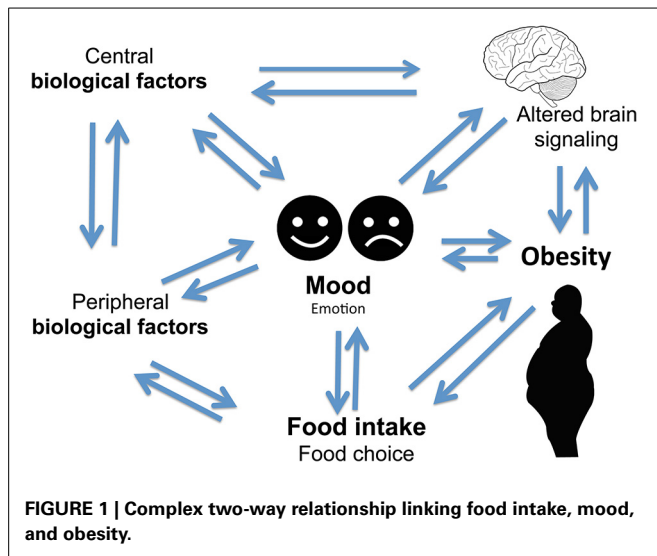 Central
biological factors
Altered brain
signaling
Obesity
Mood
Emotion
Peripheral
biological factors
Food intake
Food choice
FIGURE 1 | Complex two-way relationship linking food intake, mood,
and obesity.